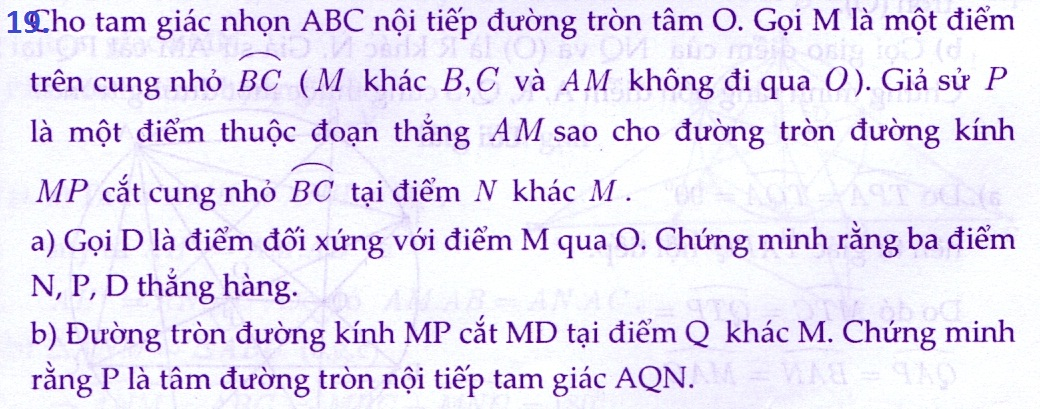 19. Cho tam giác nhọn ABC nội tiếp đường tròn tâm O. Gọi M là một điểm
trên cung nhỏ BC ( M khác B,C và AM không đi qua O ). Giả sử P
là một điểm thuộc đoạn thẳng AM sao cho đường tròn đường kính
MP cắt cung nhỏ BC tại điểm N khác M .
a) Gọi D là điểm đối xứng với điểm M qua O. Chứng minh rằng ba điểm
N, P, D thẳng hàng.
b) Đường tròn đường kính MP cắt MD tại điểm Q khác M. Chứng minh
rằng P là tâm đường tròn nội tiếp tam giác AQN.